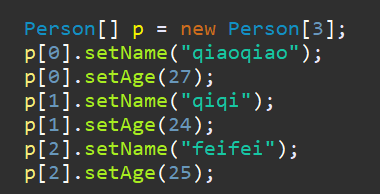 Person[] p = new Person[3];
p[0].setName("qiaoqiao");
p[0].setAge(27);
p[1].setName("qiqi");
p[1].setAge(24);
p[2].setName("feifei");
p[2].setAge(25);